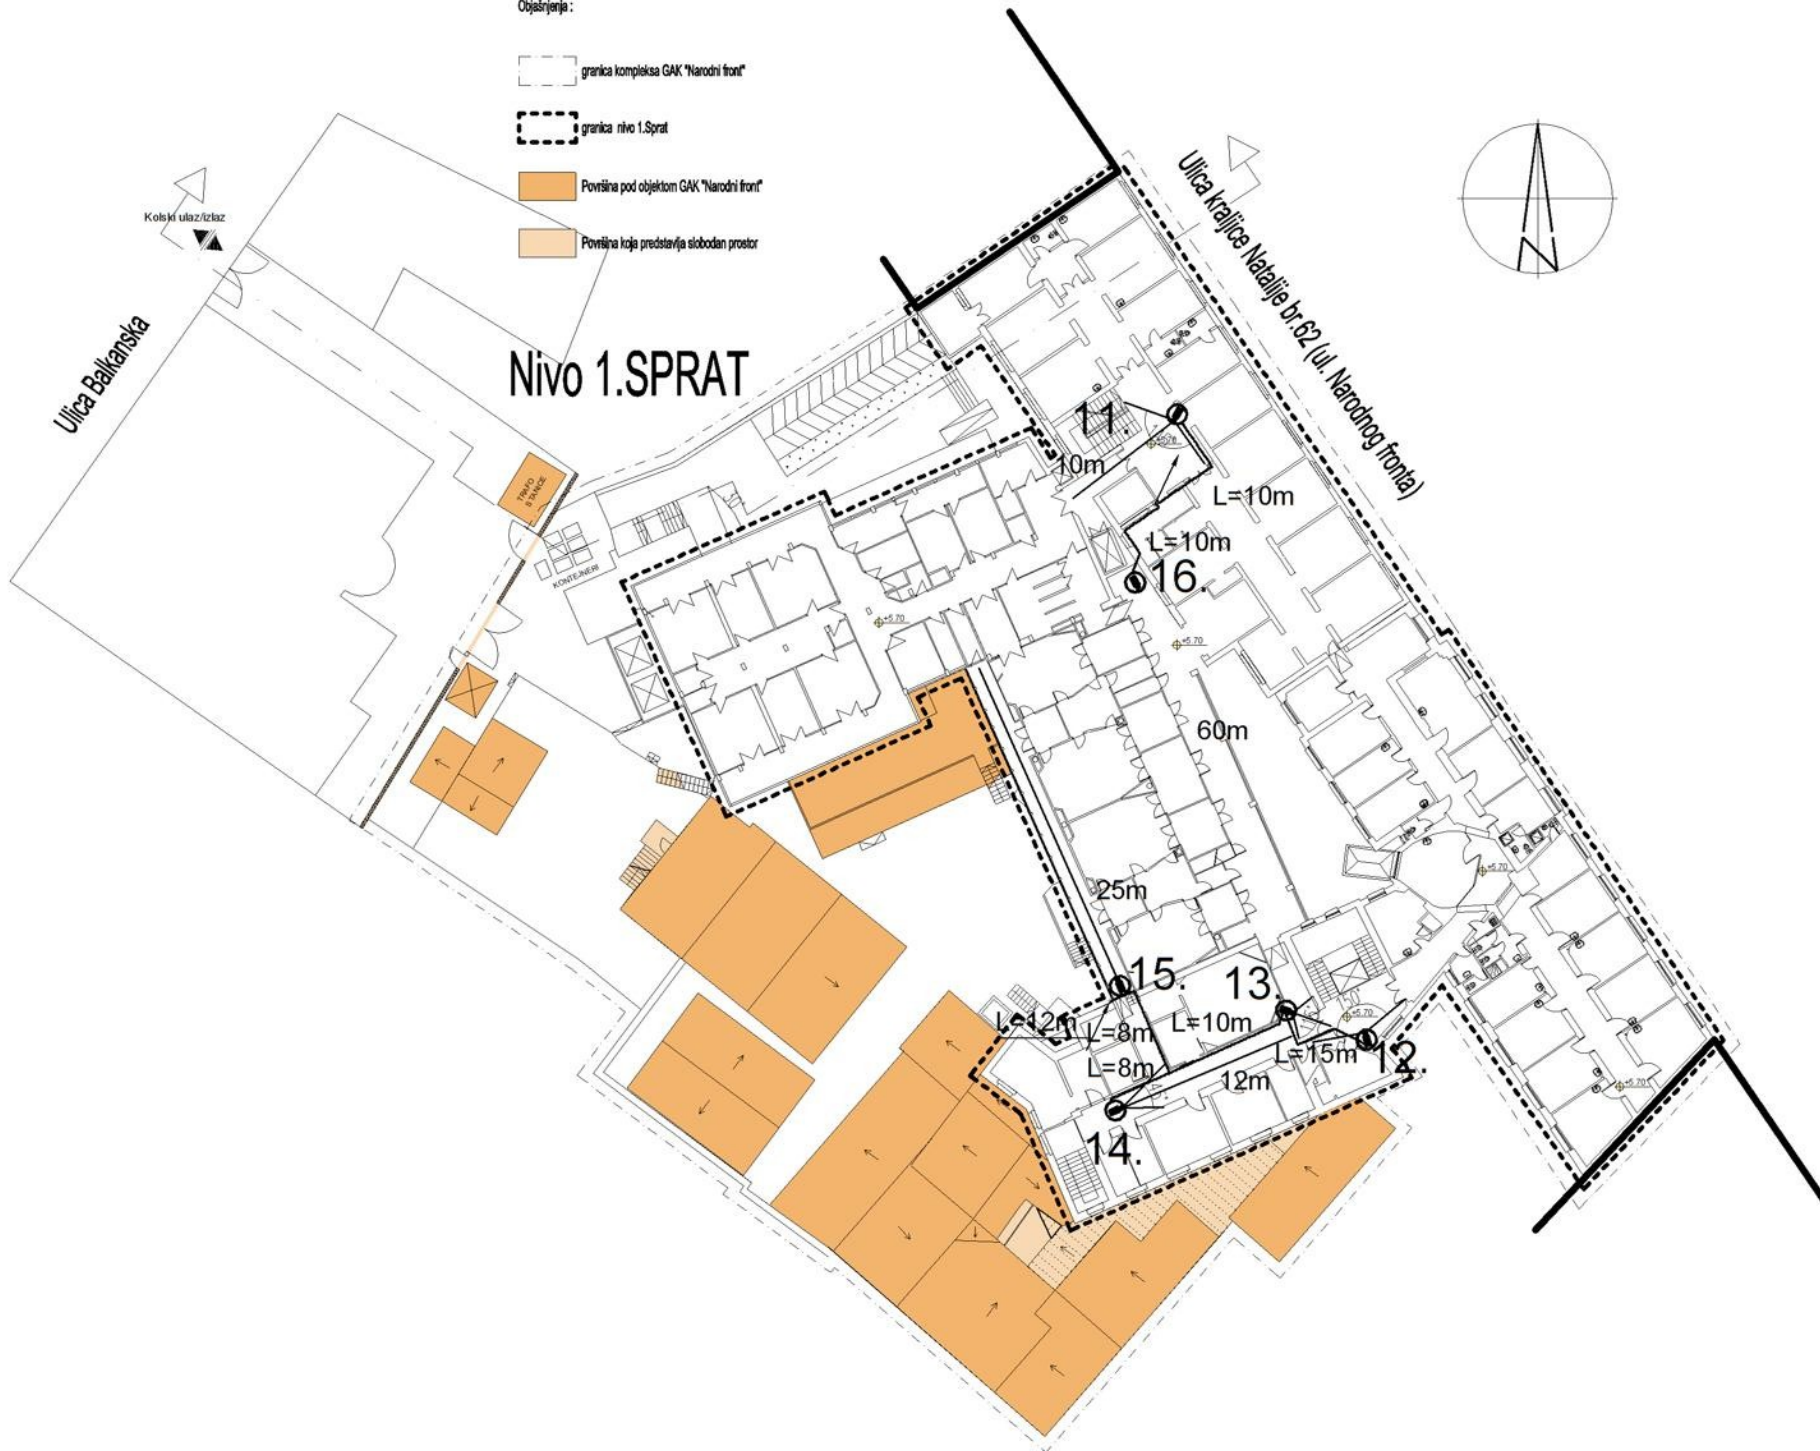 Objašnjenja :
granica kompleksa GAK "Narodni front"
granica nivo 1.Sprat
Površina pod objektom GAK "Narodni front"
Površina koja predstavlja slobodan prostor
Kolski ulaz/izlaz
Ulica Balkanska
Ulica kraljice Natalije br.62 (ul. Narodnog fronta)
N
Nivo 1.SPRAT
11.
10m
L=10m
TRAFO
STANICE
L=10m
16.
KONTEJNERI
+5.70
+5.70
60m
+5.70
25m
15.
13.
L=12m
L=8m
L=10m
+5.70
L=15m
12.
L=8m
12m
+5.70
14.